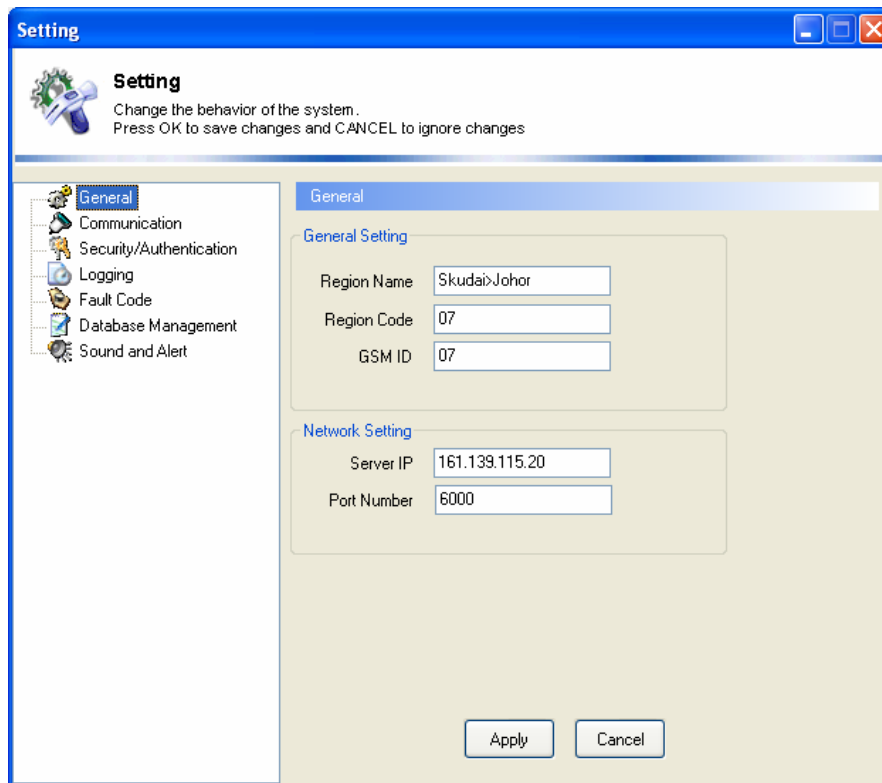 Setting
Setting
Change the behavior of the system.
Press OK to save changes and CANCEL to ignore changes
General
Communication
Security/Authentication
Logging
Fault Code
Database Management
Sound and Alert
General
General Setting
Region Name Skudai>Johor
Region Code 07
GSM ID 07
Network Setting
Server IP 161.139.115.20
Port Number 6000
Apply Cancel